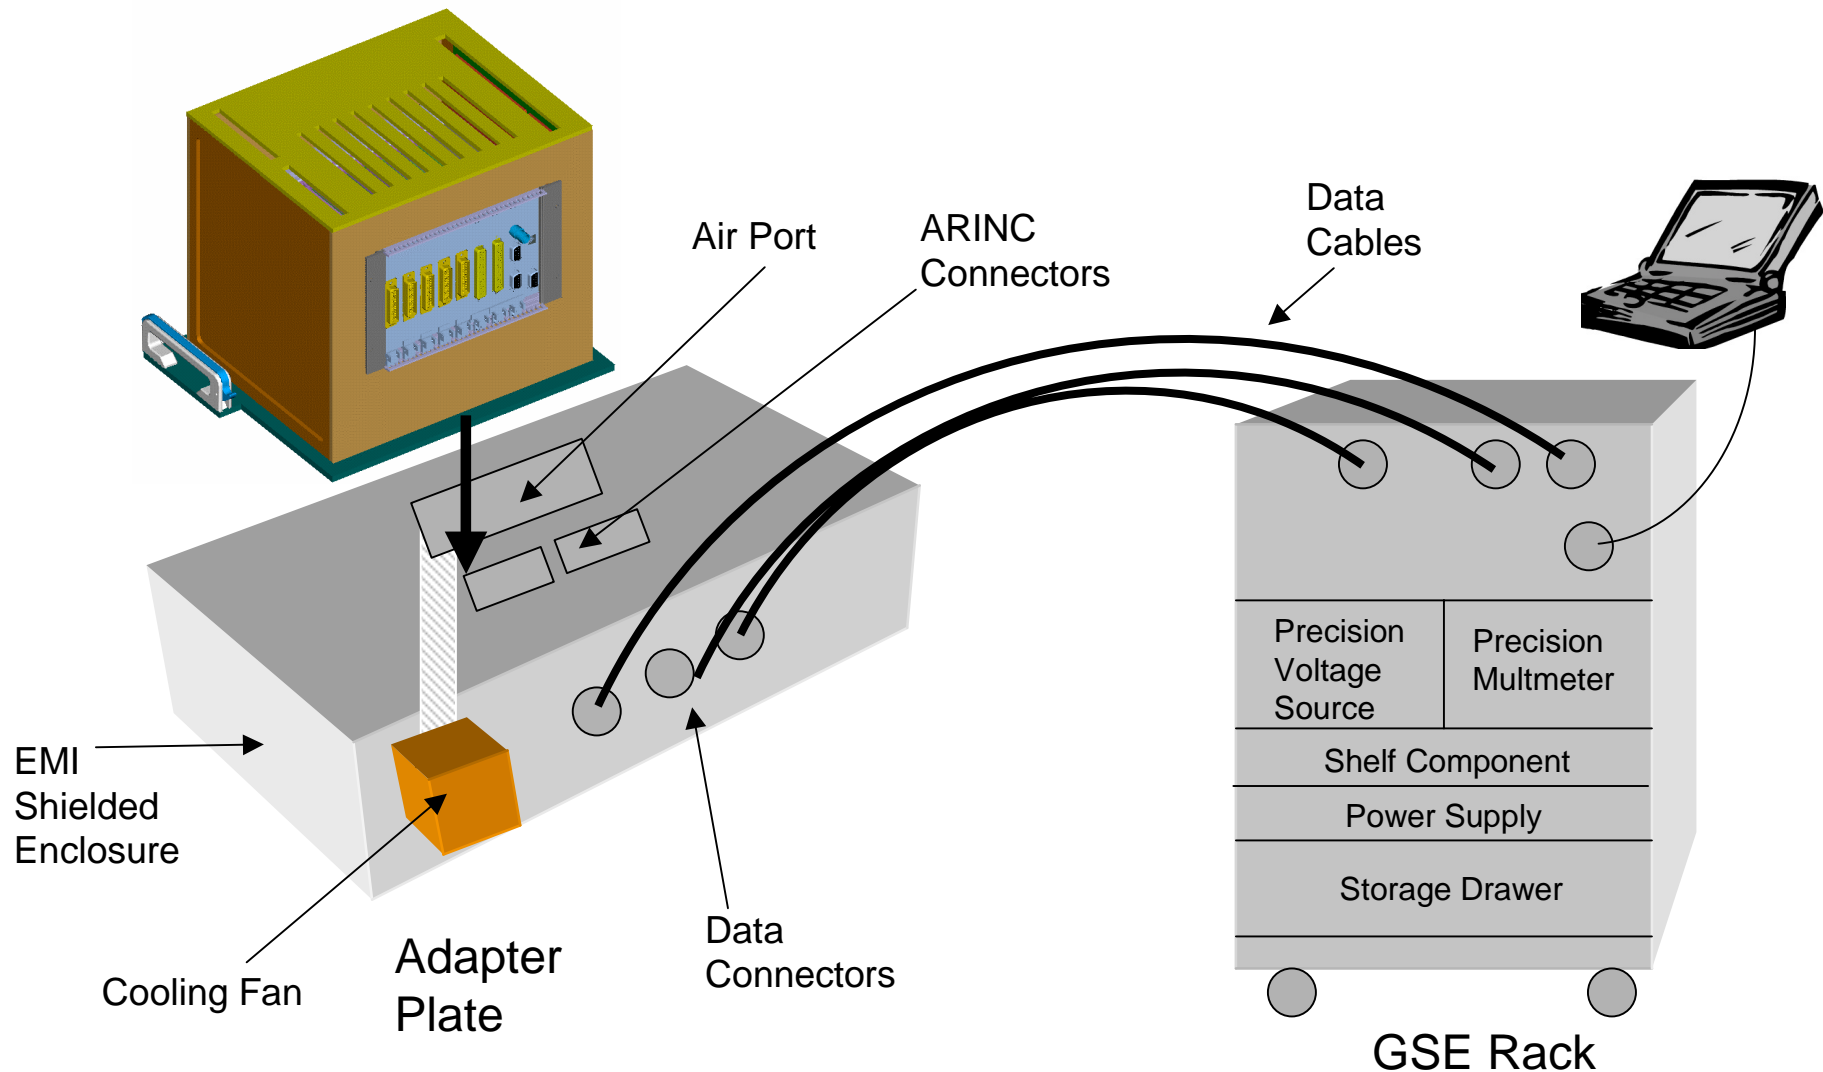 Air Port
ARINC
Connectors
Data
Cables
Precision
Voltage
Source
Precision
Multmeter
Shelf Component
Power Supply
Storage Drawer
EMI
Shielded
Enclosure
Cooling Fan
Adapter
Plate
Data
Connectors
GSE Rack